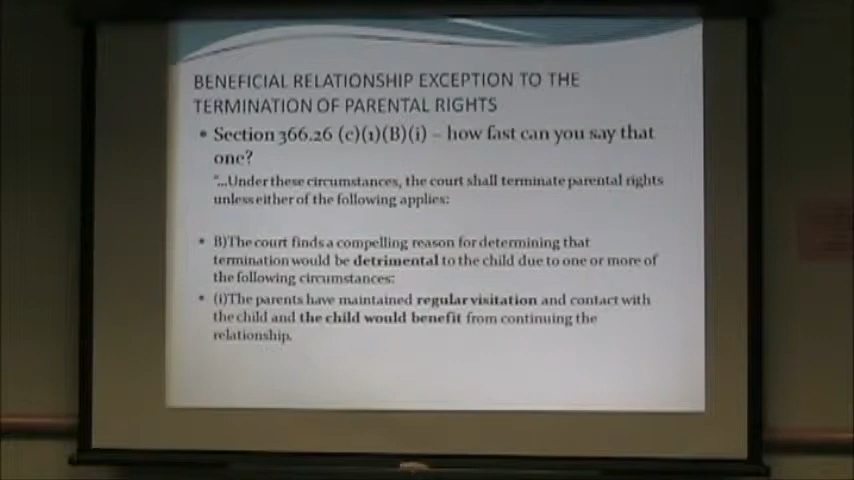 BENEFICIAL RELATIONSHIP EXCEPTION TO THE
TERMINATION OF PARENTAL RIGHTS
• Section 366.26 (c)(1)(B)(i) – how fast can you say that
one?
"...Under these circumstances, the court shall terminate parental rights
unless either of the following applies:
• B)The court finds a compelling reason for determining that
termination would be detrimental to the child due to one or more of
the following circumstances:
• (i)The parents have maintained regular visitation and contact with
the child and the child would benefit from continuing the
relationship.